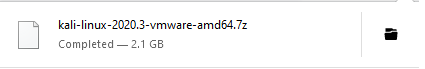 kali-linux-2020.3-vmware-amd64.7z
Completed — 2.1 GB